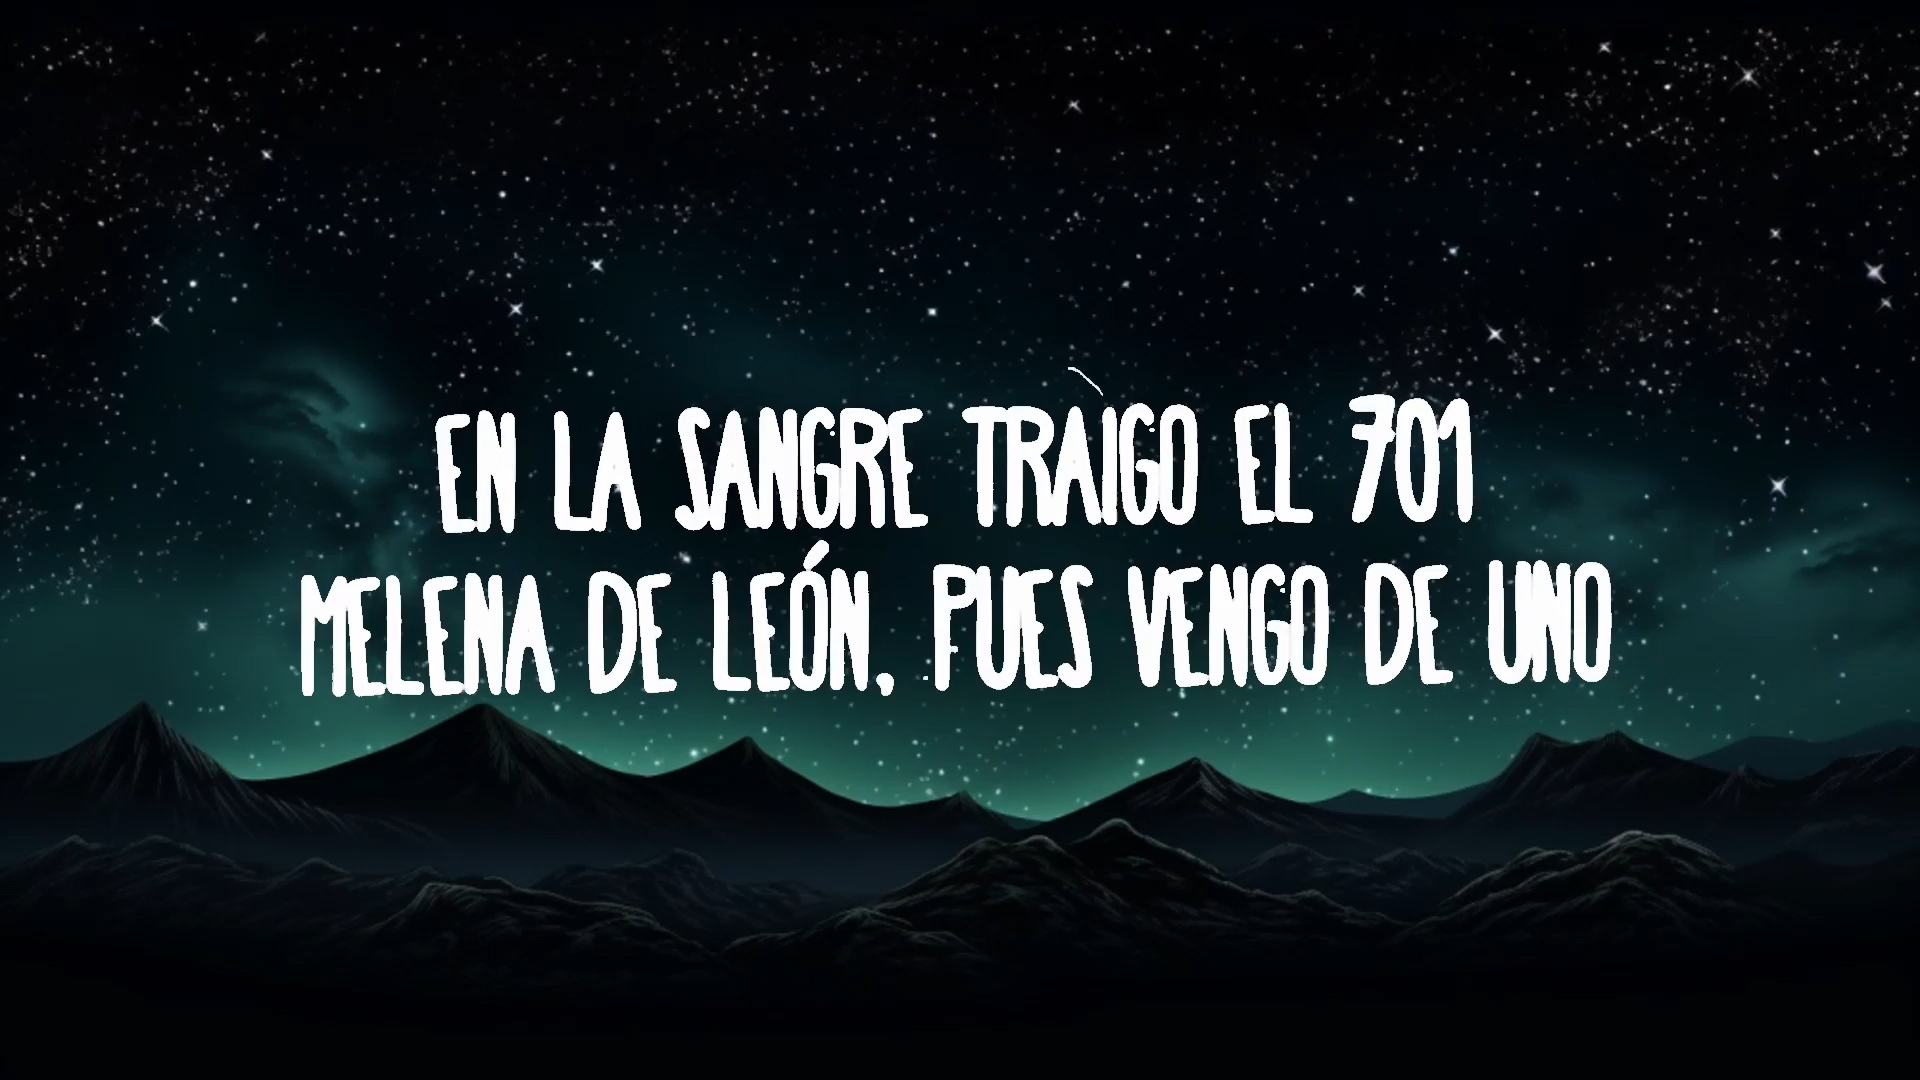 EN LA SANGRE TRAIGO EL 701
MELENA DE LEÓN, PUES VENGO DE UNO